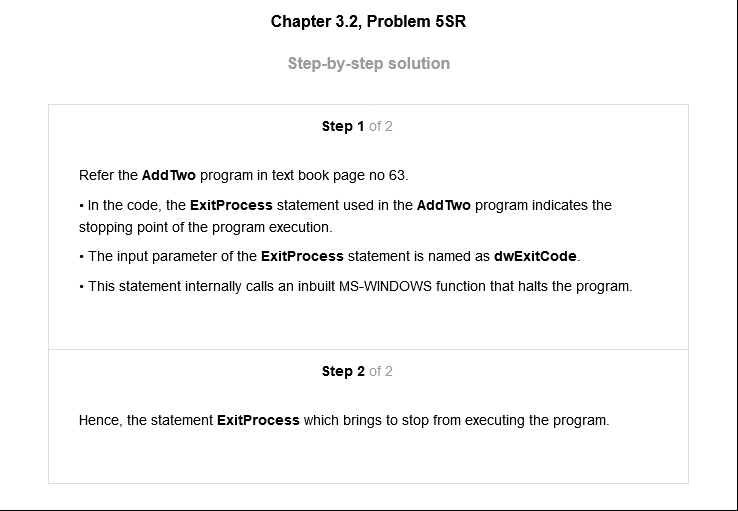 Chapter 3.2, Problem 5SR
Step-by-step solution
Step 1 of 2
Refer the AddTwo program in text book page no 63.
• In the code, the ExitProcess statement used in the AddTwo program indicates the
stopping point of the program execution.
• The input parameter of the ExitProcess statement is named as dwExitCode.
• This statement internally calls an inbuilt MS-WINDOWS function that halts the program.
Step 2 of 2
Hence, the statement ExitProcess which brings to stop from executing the program.